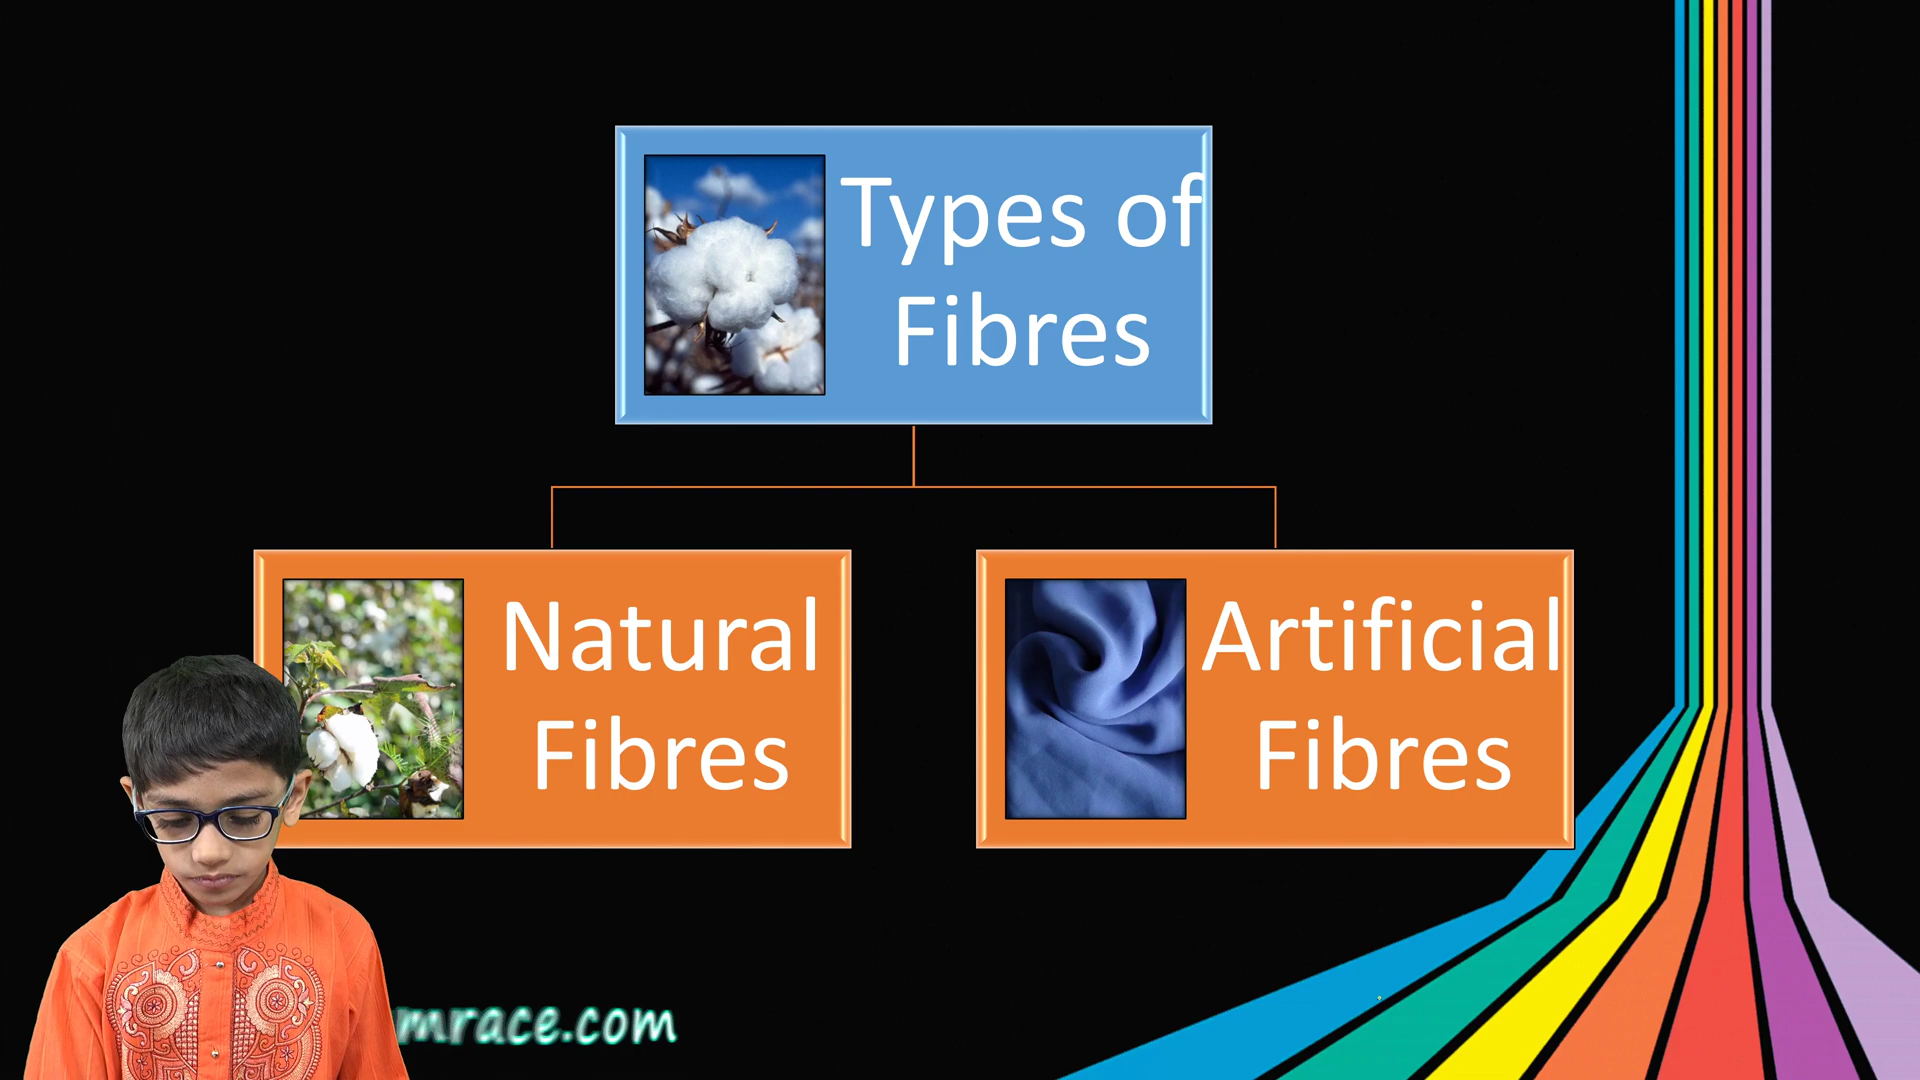 Types of
Fibres
Natural
Fibres
Artificial
Fibres
mrace.com